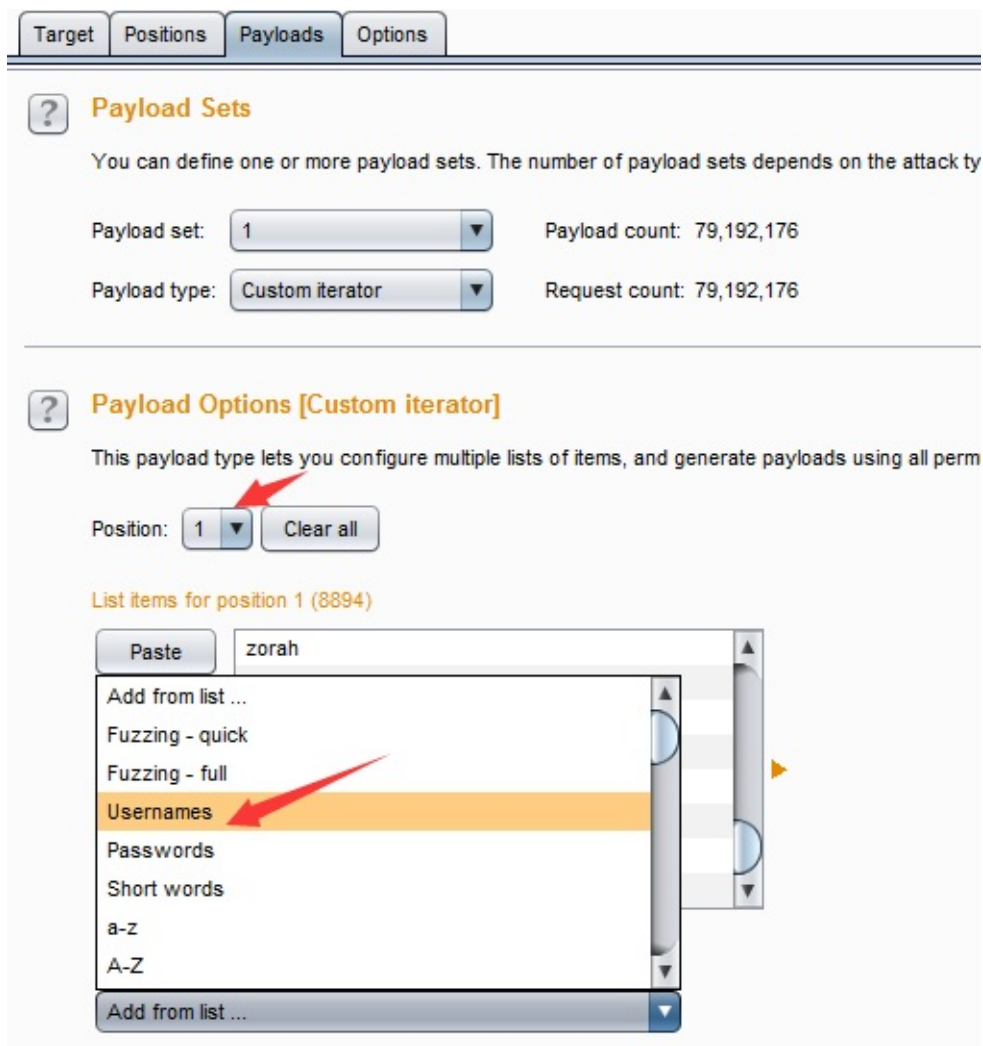 Target Positions Payloads Options
? Payload Sets
You can define one or more payload sets. The number of payload sets depends on the attack ty
Payload set: 1 Payload count: 79,192,176
Payload type: Custom iterator Request count: 79,192,176
? Payload Options [Custom iterator]
This payload type lets you configure multiple lists of items, and generate payloads using all perm
Position: 1 Clear all
List items for position 1 (8894)
Paste zorah
Add from list ...
Fuzzing - quick
Fuzzing - full
Usernames
Passwords
Short words
a-z
A-Z
Add from list ...